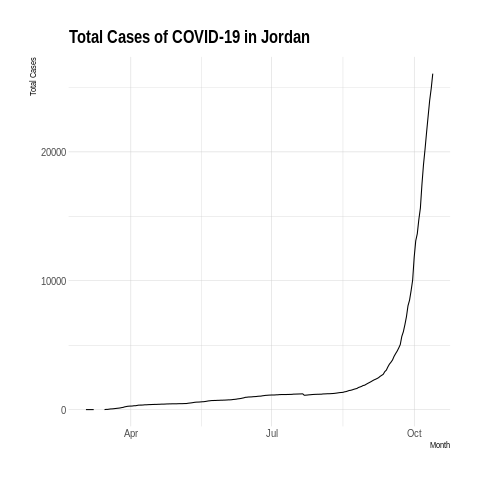 Total Cases of COVID-19 in Jordan
Total Cases
20000
10000
0
Apr
Jul
Oct
Month